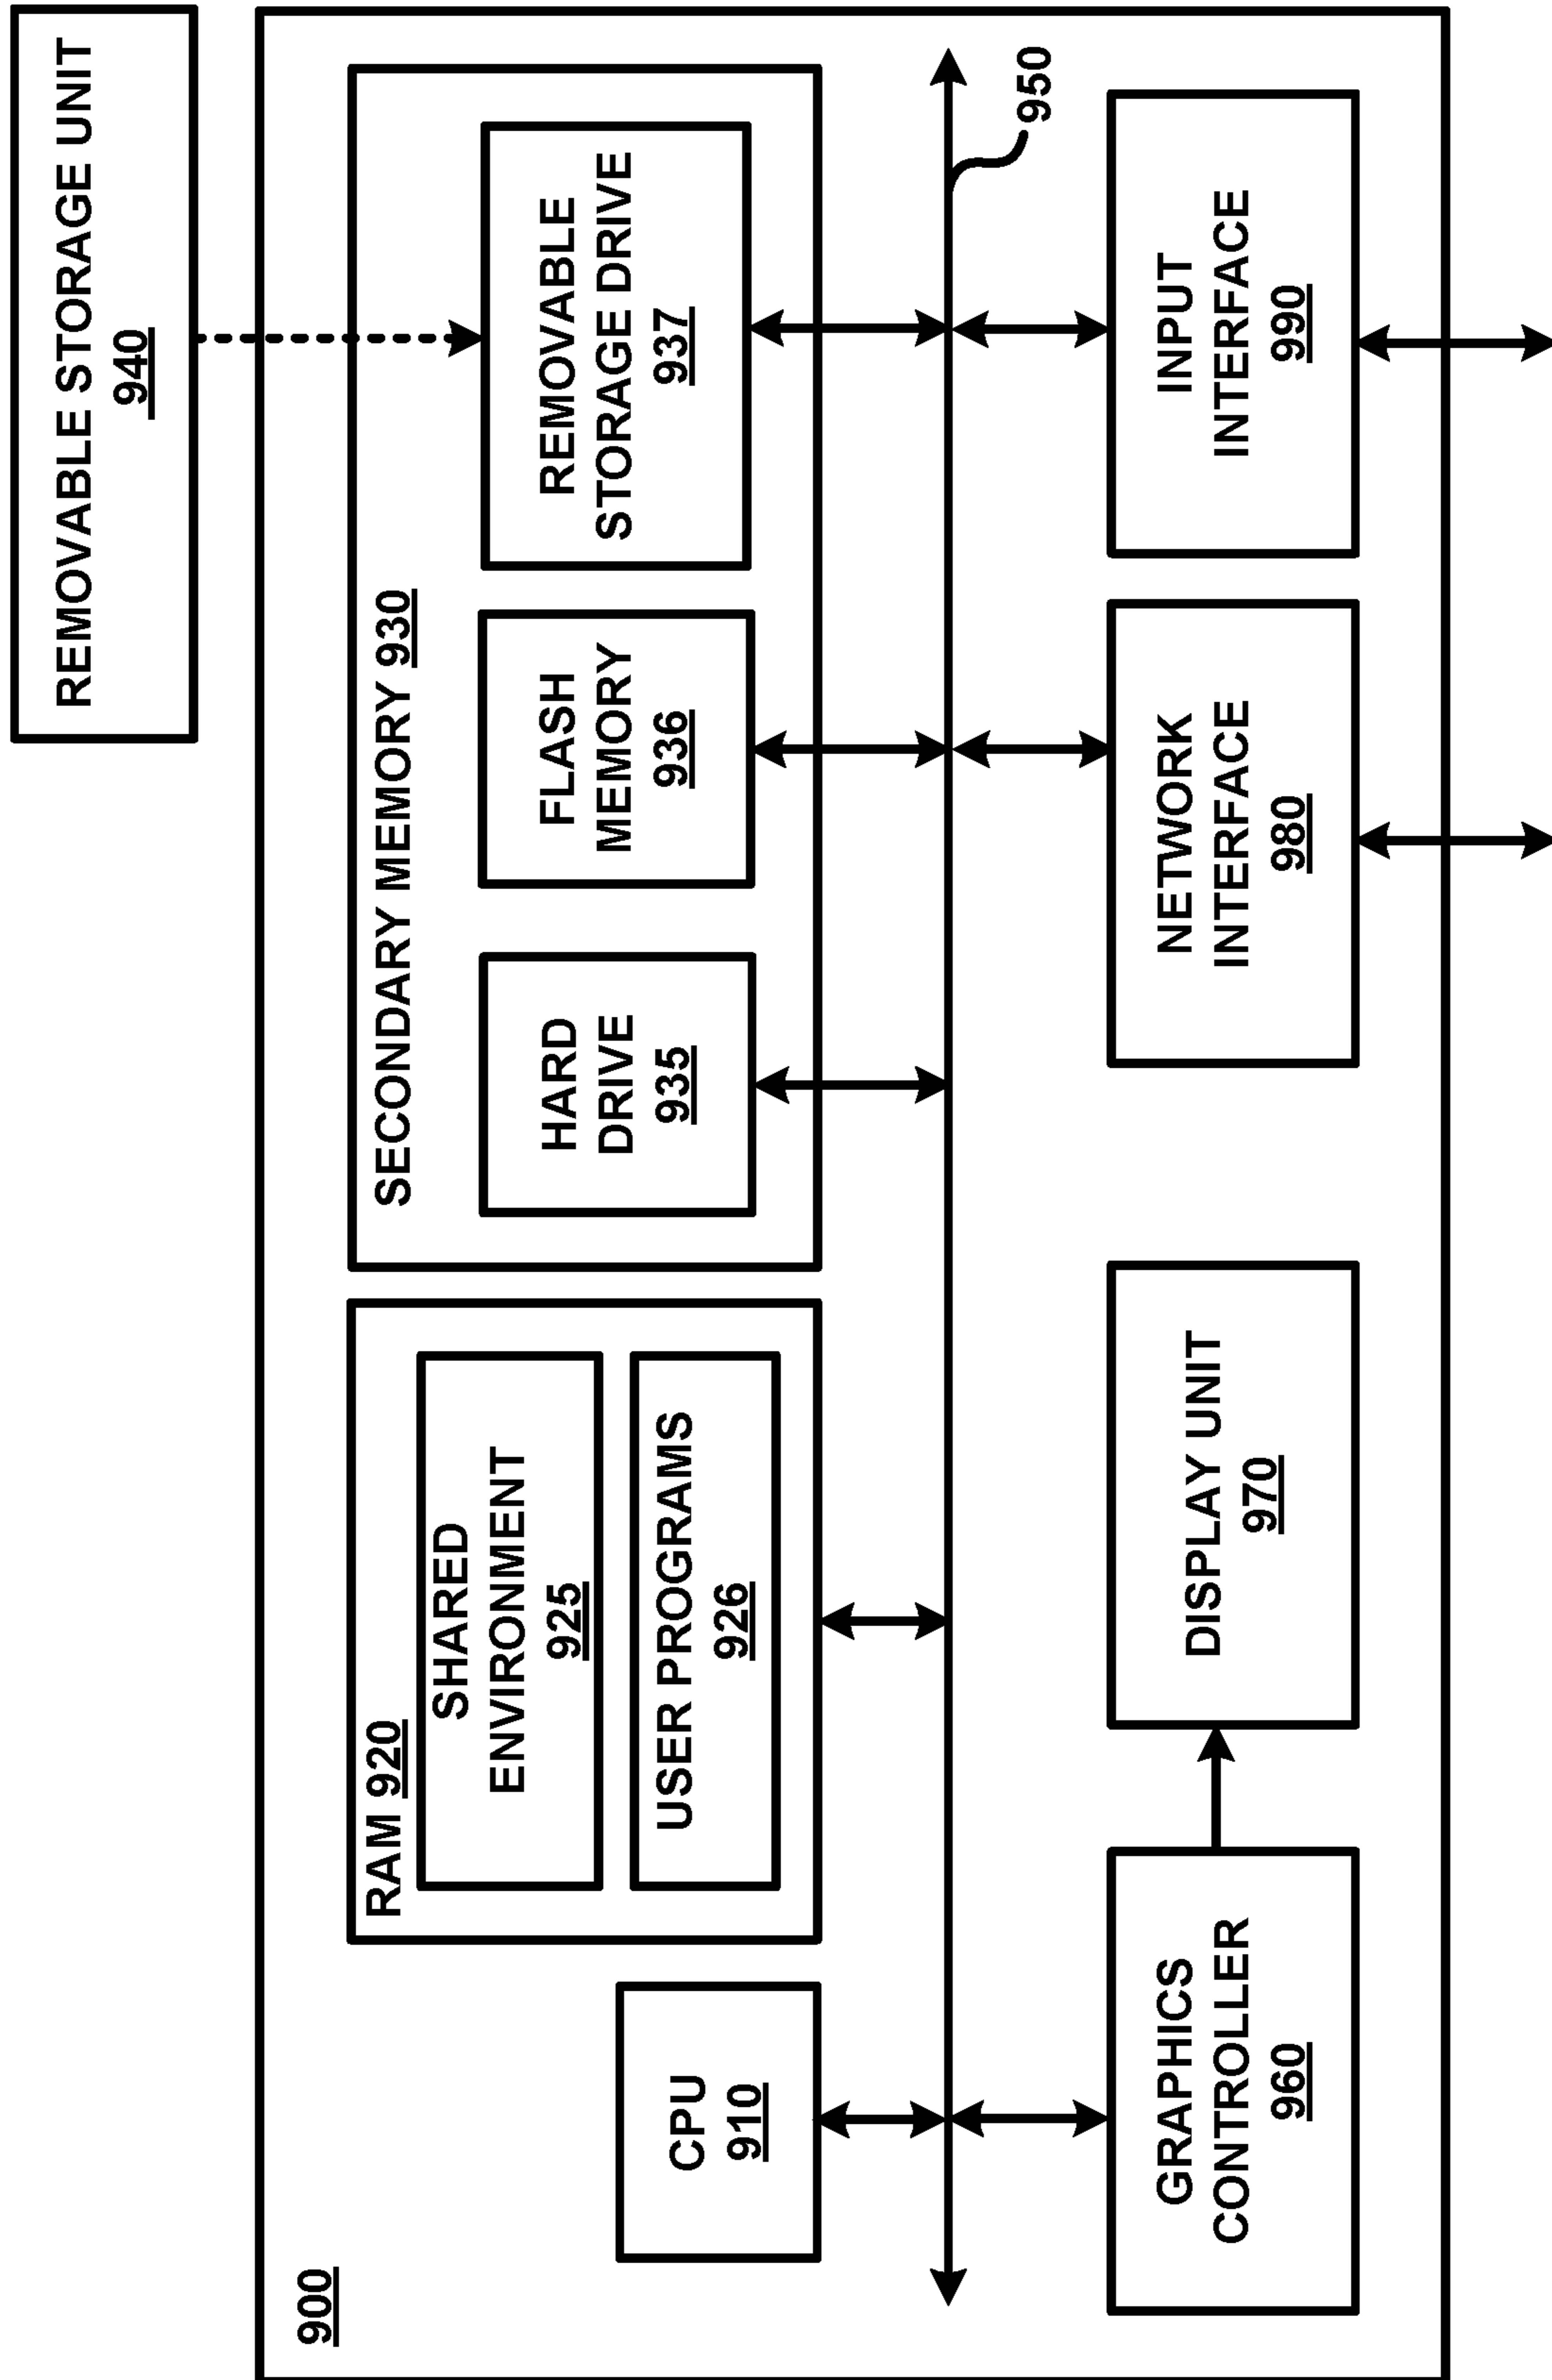 REMOVABLE STORAGE UNIT
940
900
CPU
910
RAM 920
SHARED
ENVIRONMENT
925
USER PROGRAMS
926
SECONDARY MEMORY 930
HARD
DRIVE
935
FLASH
MEMORY
936
REMOVABLE
STORAGE DRIVE
937
950
GRAPHICS
CONTROLLER
960
DISPLAY UNIT
970
NETWORK
INTERFACE
980
INPUT
INTERFACE
990